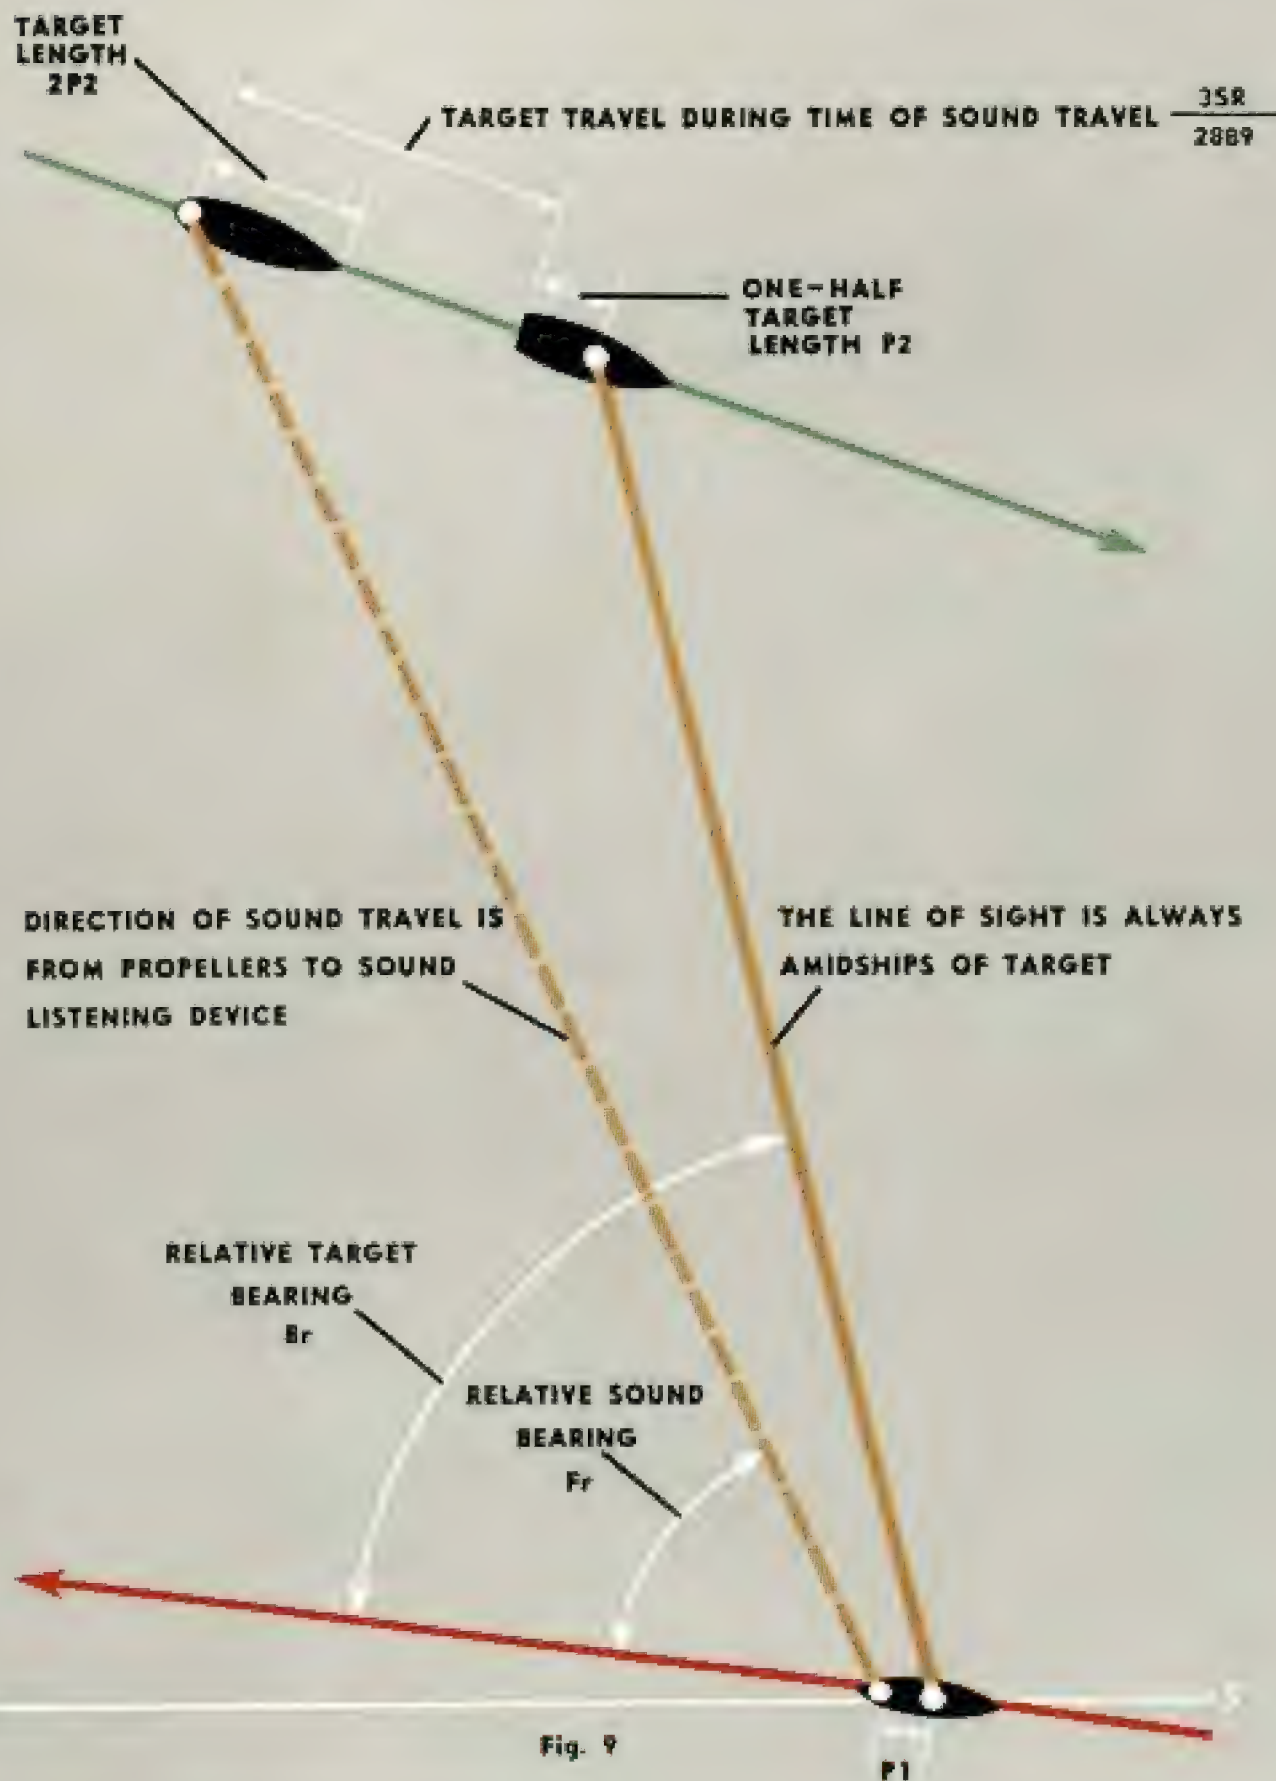 TARGET
LENGTH
2P2
TARGET TRAVEL DURING TIME OF SOUND TRAVEL
3SR
2889
ONE-HALF
TARGET
LENGTH P2
DIRECTION OF SOUND TRAVEL IS
FROM PROPELLERS TO SOUND
LISTENING DEVICE
THE LINE OF SIGHT IS ALWAYS
AMIDSHIPS OF TARGET
RELATIVE TARGET
BEARING
Br
RELATIVE SOUND
BEARING
Fr
S
Fig. 9
P1